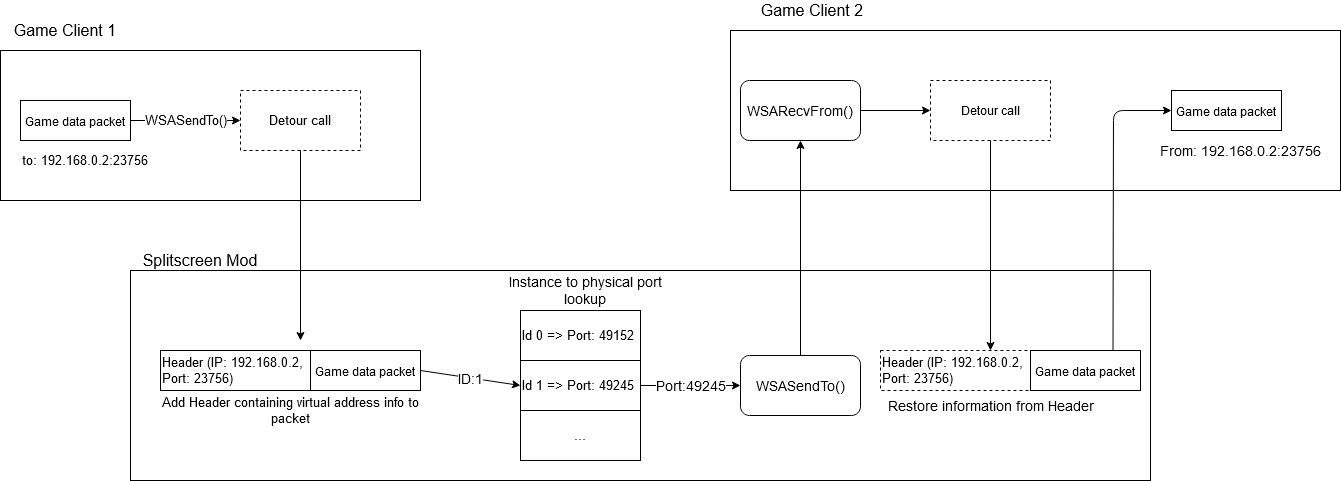 Game Client 1
Game data packet
WSASendTo()
Detour call
to: 192.168.0.2:23756
Game Client 2
WSARecvFrom()
Detour call
Game data packet
From: 192.168.0.2:23756
Splitscreen Mod
Header (IP: 192.168.0.2,
Port: 23756)
Game data packet
Add Header containing virtual address info to
packet
ID:1
Instance to physical port
lookup
Id 0 => Port: 49152
Id 1 => Port: 49245
...
Port:49245
WSASendTo()
Header (IP: 192.168.0.2,
Port: 23756)
Game data packet
Restore information from Header